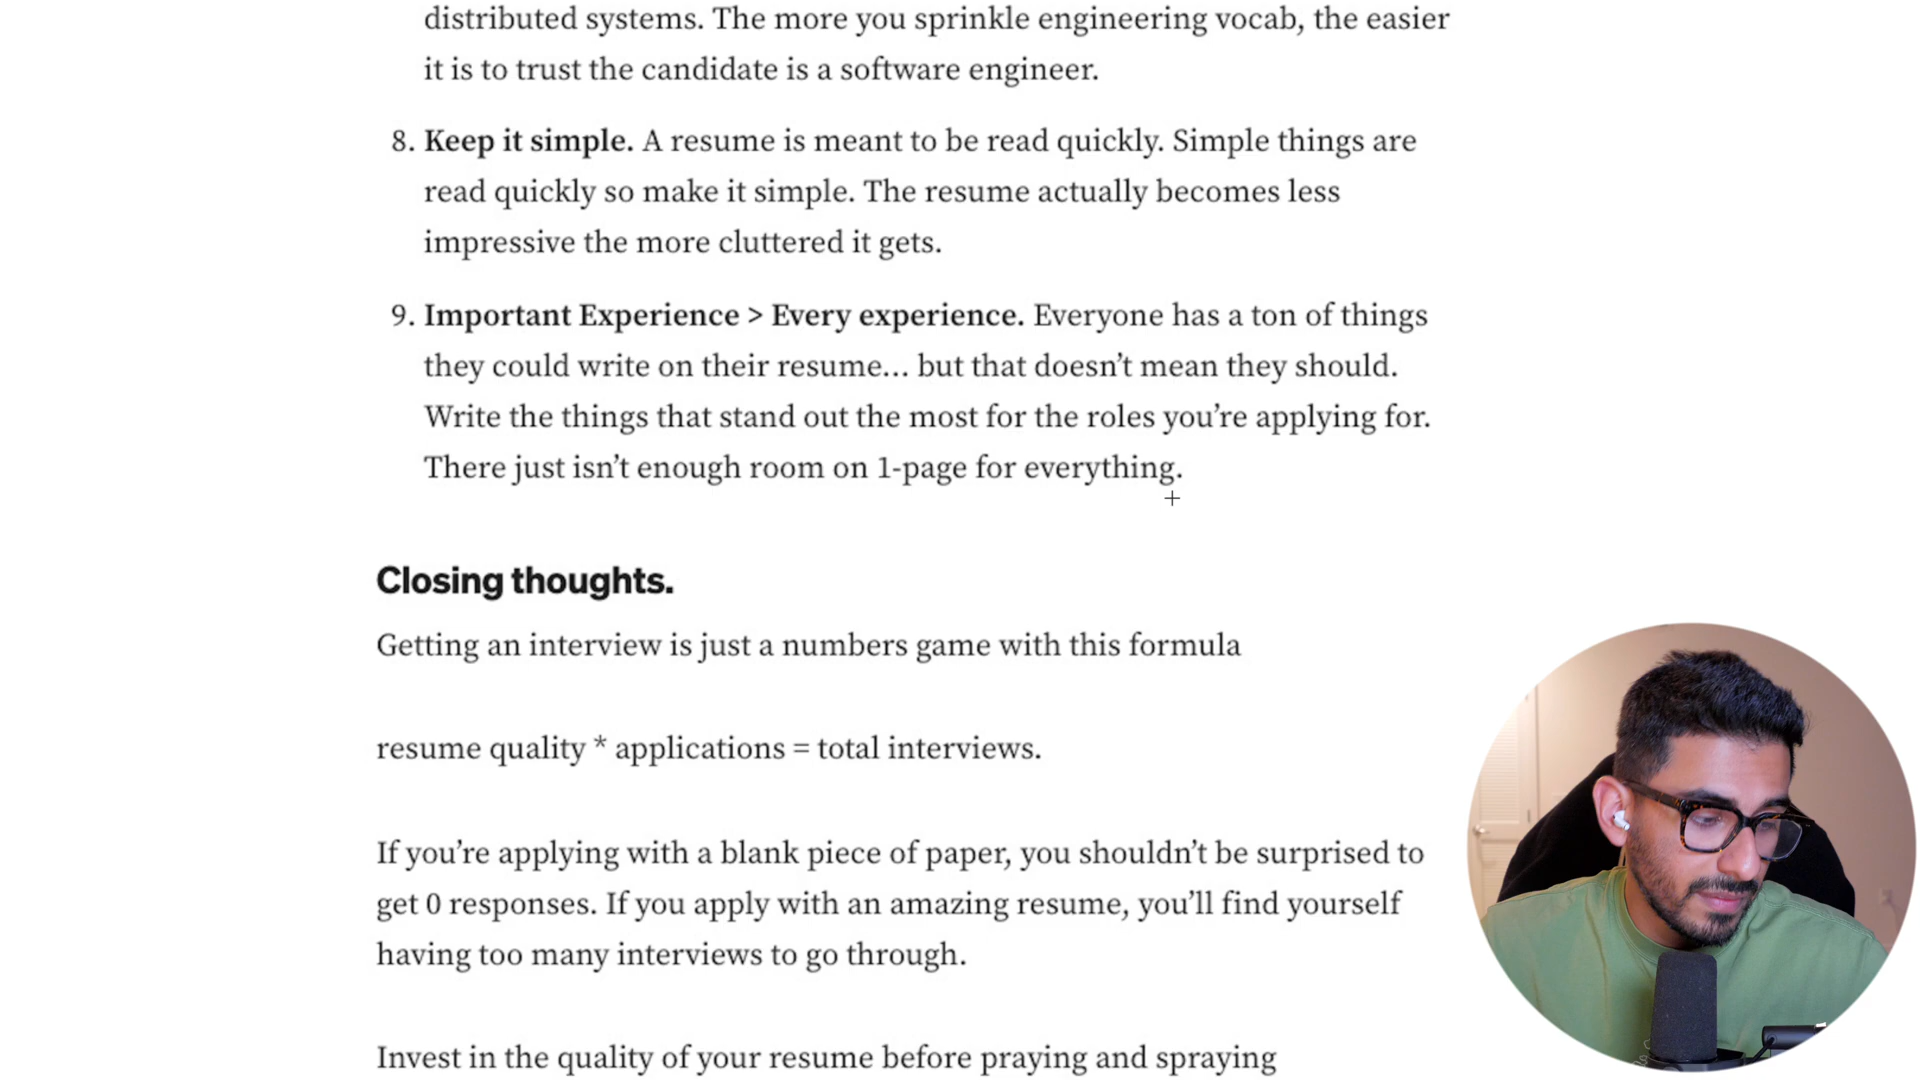 distributed systems. The more you sprinkle engineering vocab, the easier
it is to trust the candidate is a software engineer.
8. Keep it simple. A resume is meant to be read quickly. Simple things are
read quickly so make it simple. The resume actually becomes less
impressive the more cluttered it gets.
9. Important Experience > Every experience. Everyone has a ton of things
they could write on their resume… but that doesn’t mean they should.
Write the things that stand out the most for the roles you’re applying for.
There just isn’t enough room on 1-page for everything.
Closing thoughts.
Getting an interview is just a numbers game with this formula
resume quality * applications = total interviews.
If you’re applying with a blank piece of paper, you shouldn’t be surprised to
get 0 responses. If you apply with an amazing resume, you’ll find yourself
having too many interviews to go through.
Invest in the quality of your resume before praying and spraying